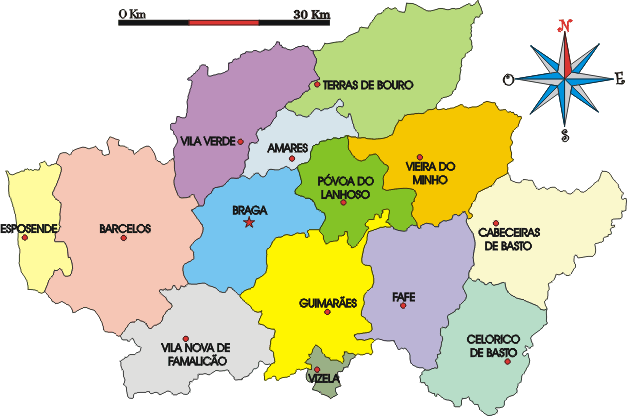 0 Km
30 Km
N
TERRAS DE BOURO
O
E
S
VILA VERDE
AMARES
VIEIRA DO
MINHO
PÓVOA DO
LANHOSO
BRAGA
ESPOSENDE
BARCELOS
CABECEIRAS
DE BASTO
GUIMARÃES
FAFE
VILA NOVA DE
FAMALICÃO
CELORICO
DE BASTO
VIZELA